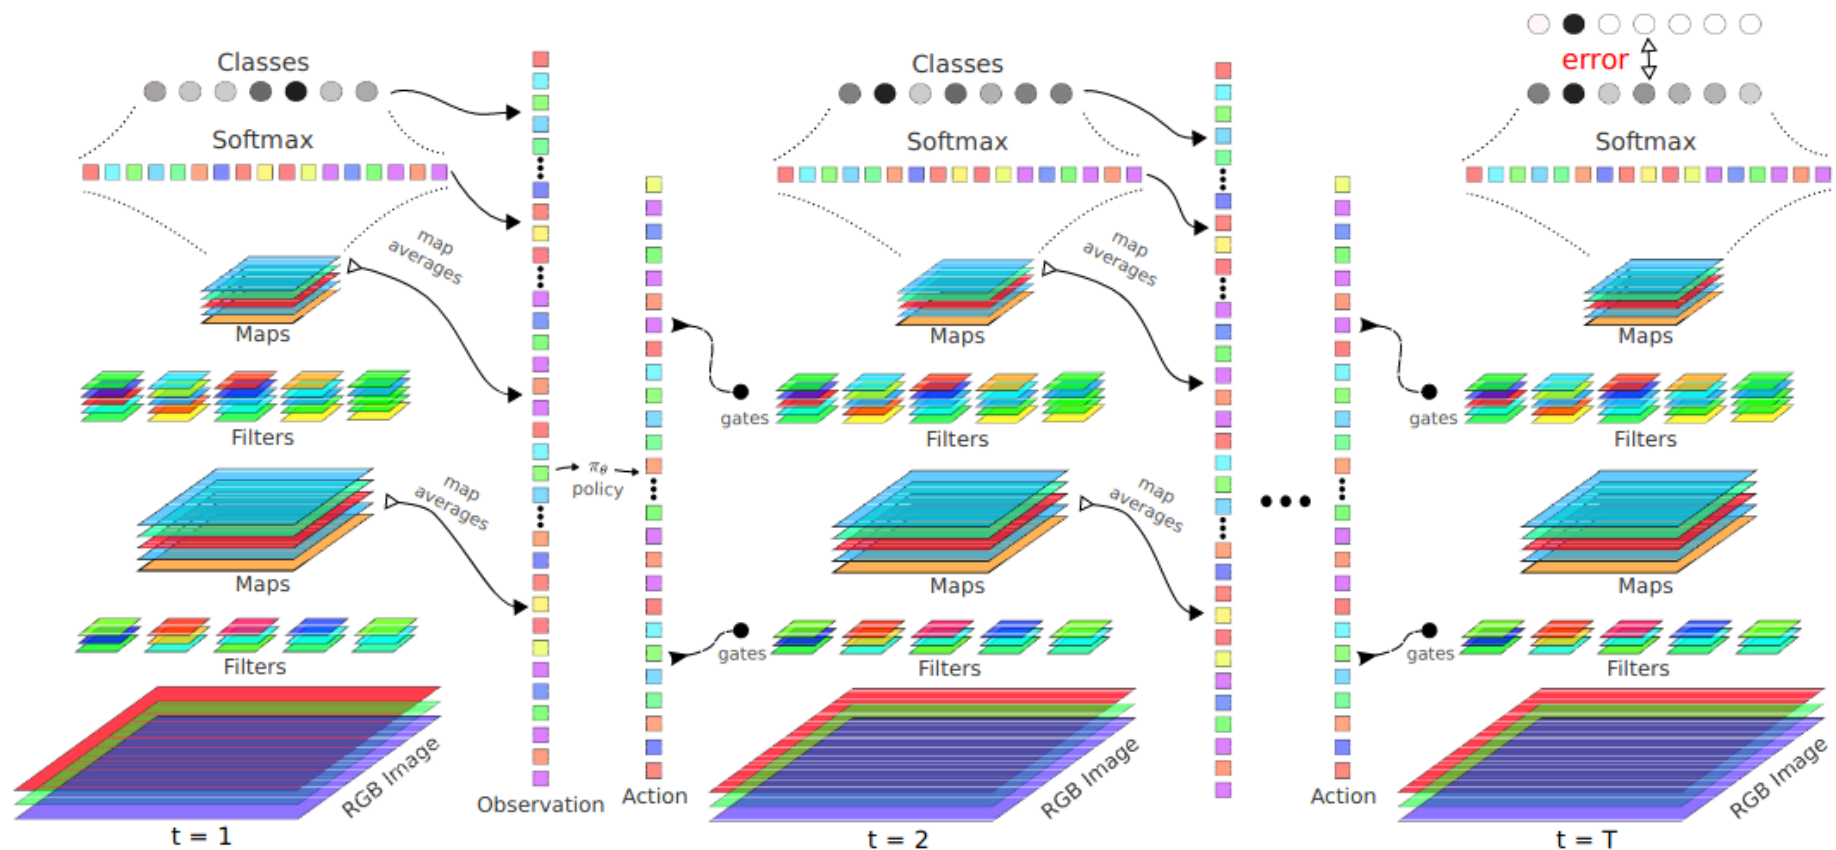 Classes
Softmax
map
averages
Maps
Filters
map
averages
Maps
Filters
RGB Image
t = 1
Observation
πθ
policy
Action
Classes
Softmax
map
averages
Maps
gates
Filters
map
averages
Maps
gates
Filters
RGB Image
t = 2
Action
error
Softmax
Maps
gates
Filters
Maps
gates
Filters
RGB Image
t = T